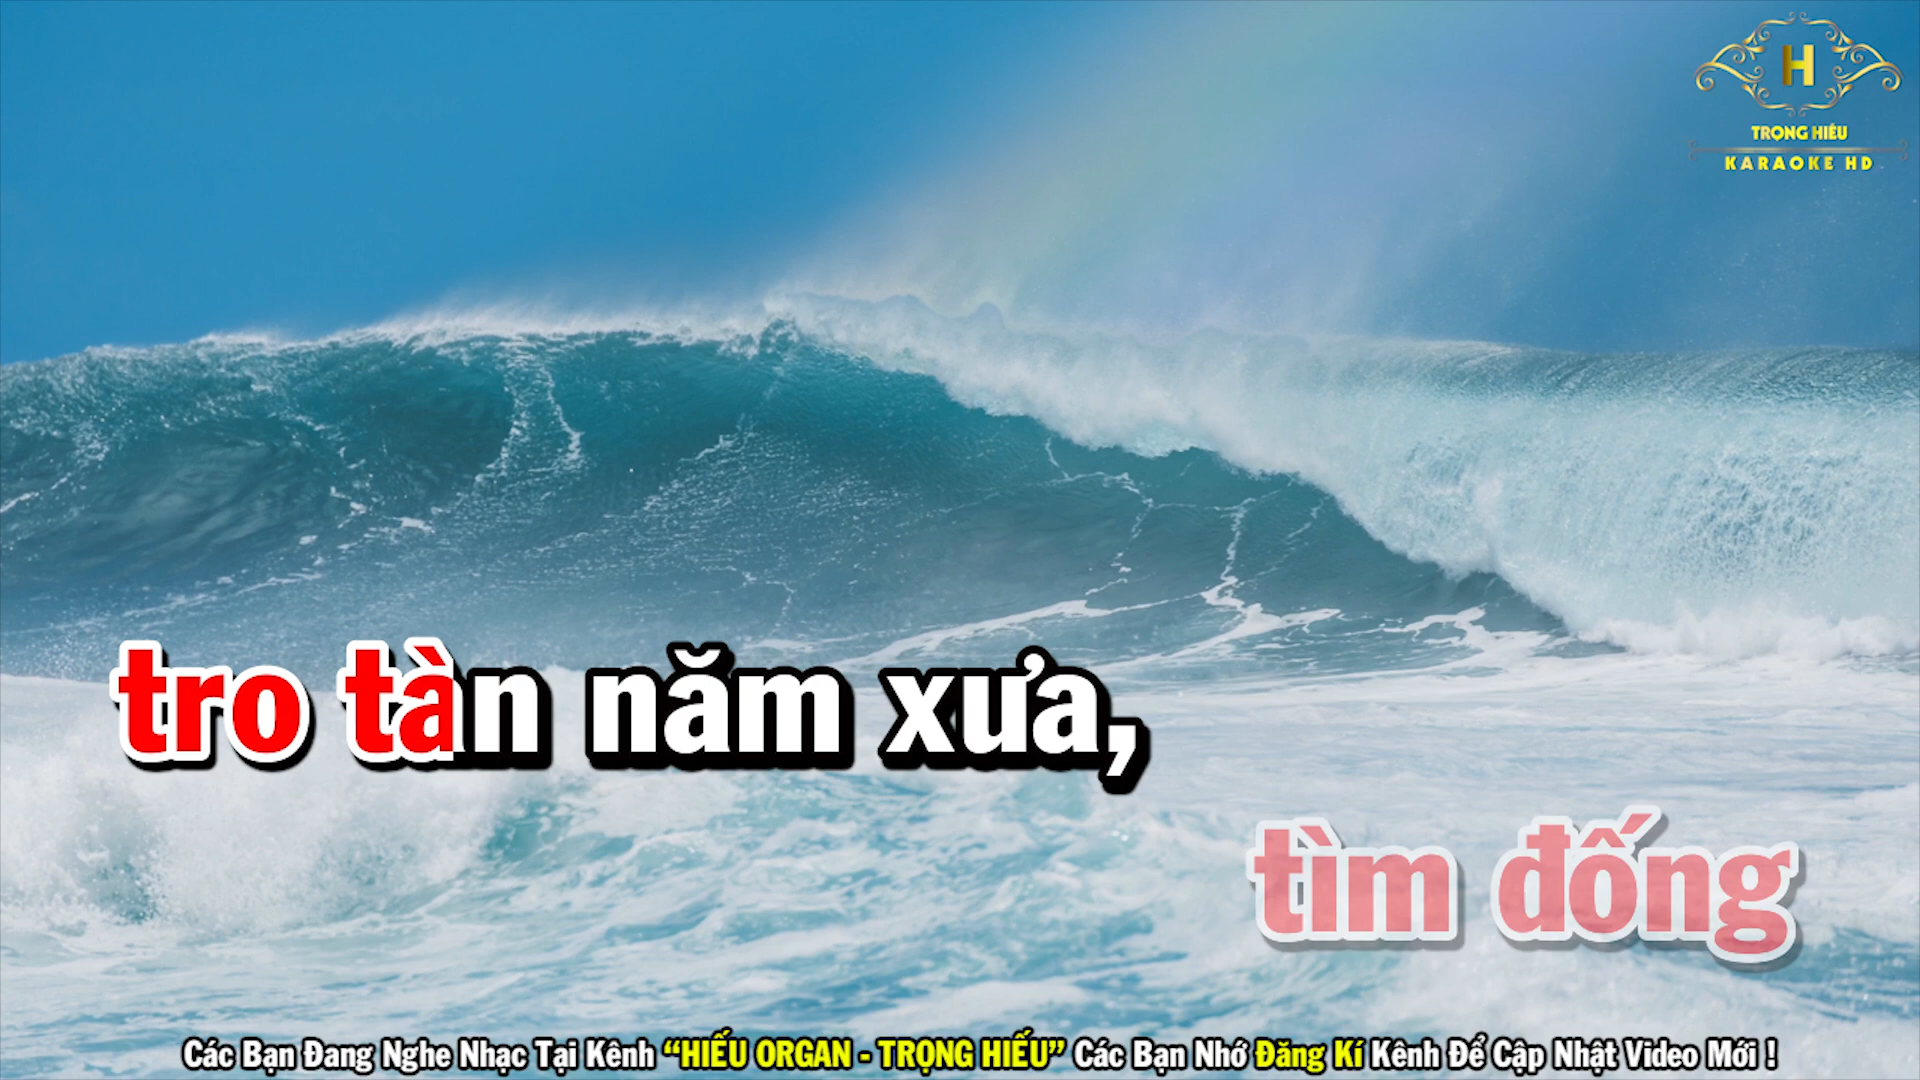 H
TRỌNG HIẾU
KARAOKE HD
tro tàn năm xưa,
tìm đống
Các Bạn Đang Nghe Nhạc Tại Kênh “HIẾU ORGAN - TRỌNG HIẾU” Các Bạn Nhớ Đăng Kí Kênh Để Cập Nhật Video Mới !